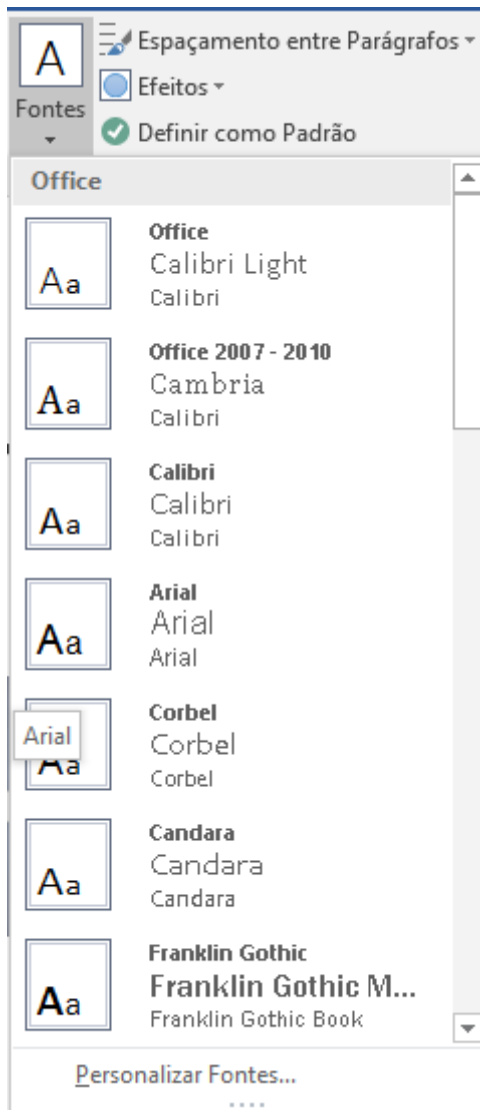 A
Fontes
Espaçamento entre Parágrafos
Efeitos
Definir como Padrão
Office
Aa
Office
Calibri Light
Calibri
Aa
Office 2007 - 2010
Cambria
Calibri
Aa
Calibri
Calibri
Calibri
Aa
Arial
Arial
Arial
Arial
Aa
Corbel
Corbel
Corbel
Aa
Candara
Candara
Candara
Aa
Franklin Gothic
Franklin Gothic M...
Franklin Gothic Book
Personalizar Fontes...